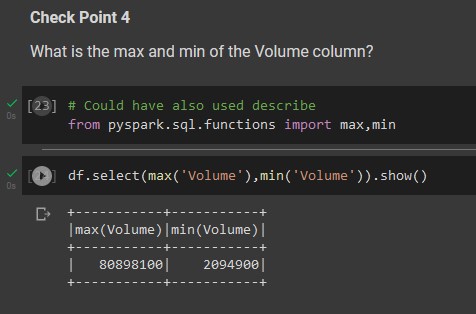 Check Point 4
What is the max and min of the Volume column?
[23] # Could have also used describe
0s from pyspark.sql.functions import max,min
df.select(max('Volume'),min('Volume')).show()
0s
+-----------+-----------+
|max(Volume)|min(Volume)|
+-----------+-----------+
|   80898100|    2094900|
+-----------+-----------+